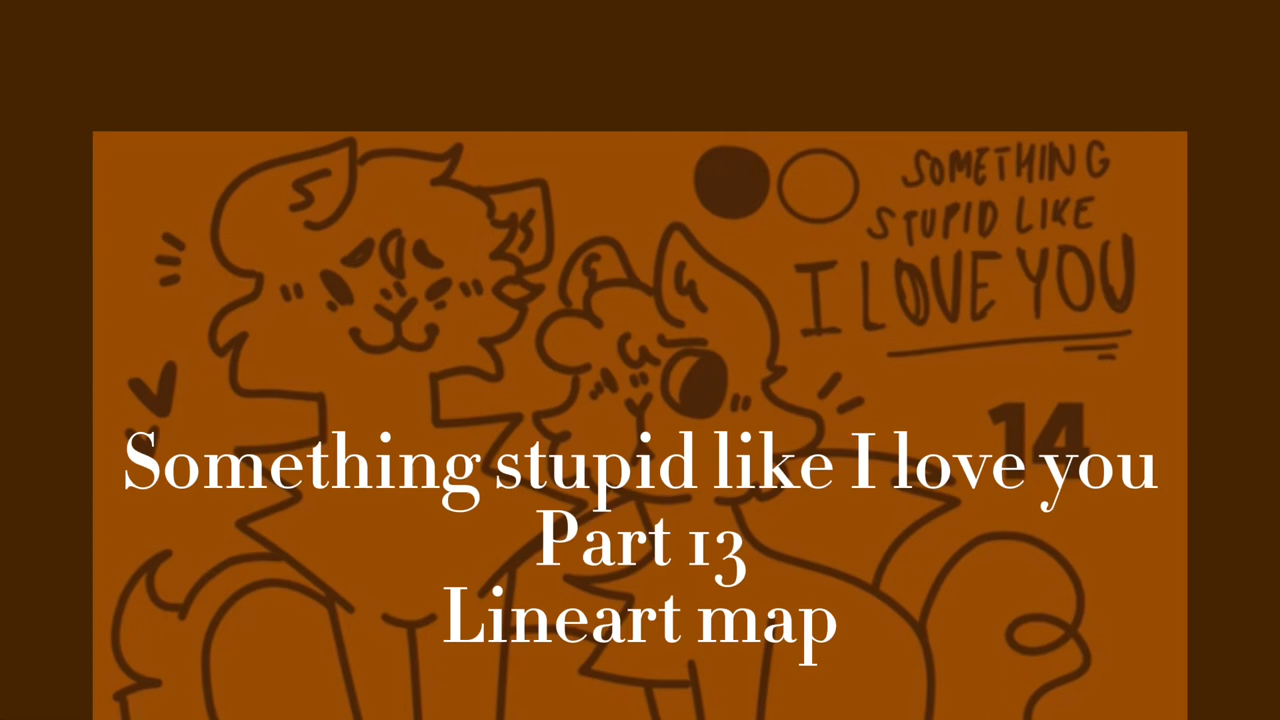 SOMETHING
STUPID LIKE
I LOVE YOU
14
Something stupid like I love you
Part 13
Lineart map